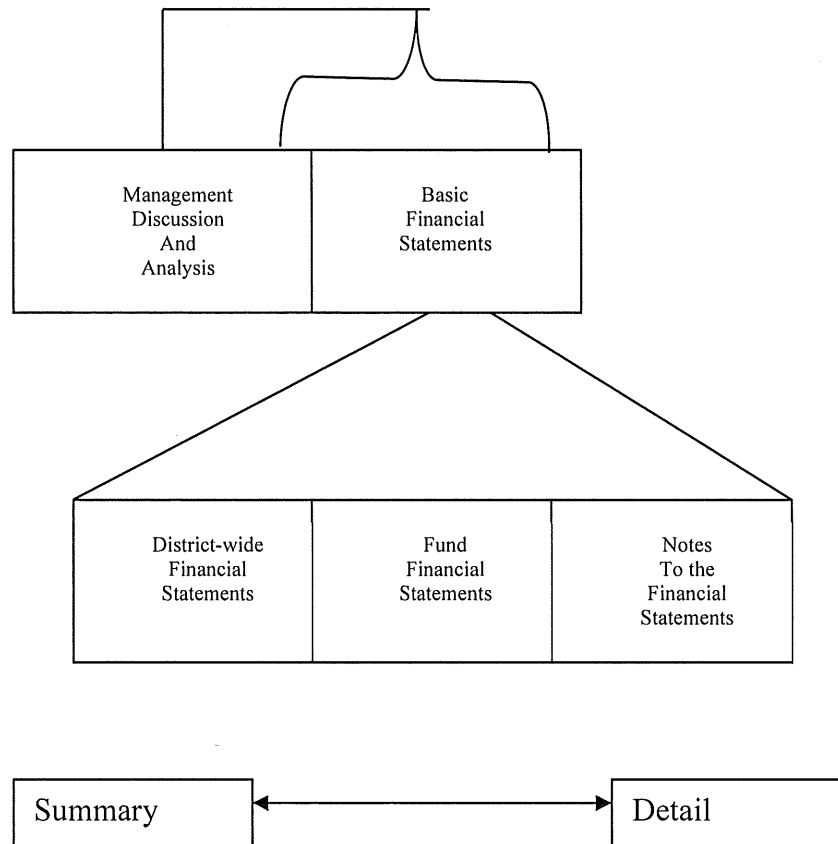 Management
Discussion
And
Analysis
Basic
Financial
Statements
District-wide
Financial
Statements
Fund
Financial
Statements
Notes
To the
Financial
Statements
Summary
Detail